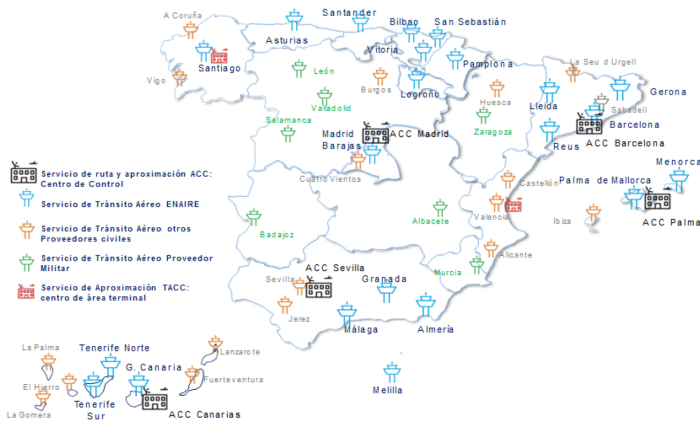 A Coruña
Santander
Bilbao
San Sebastián
Asturias
Vitoria
Santiago
Pamplona
La Seu d Urgell
León
Vigo
Burgos
Logroño
Gerona
Huesca
Lleida
Sabadell
Valladolid
Salamanca
Zaragoza
Barcelona
Madrid
Barajas
ACC Madrid
Reus
ACC Barcelona
Menorca
Cuatro Vientos
Castellón
Palma de Mallorca
Servicio de ruta y aproximación ACC:
Centro de Control
Servicio de Trànsito Aéreo ENAIRE
Albacete
Valencia
Ibiza
ACC Palma
Servicio de Trànsito Aéreo otros
Proveedores civiles
Badajoz
Alicante
Servicio de Trànsito Aéreo Proveedor
Militar
ACC Sevilla
Murcia
Sevilla
Granada
Servicio de Aproximación TACC:
centro de área terminal
Jerez
Málaga
Almería
La Palma
Tenerife Norte
Lanzarote
G. Canaria
El Hierro
Fuerteventura
Melilla
La Gomera
Tenerife
Sur
ACC Canarias